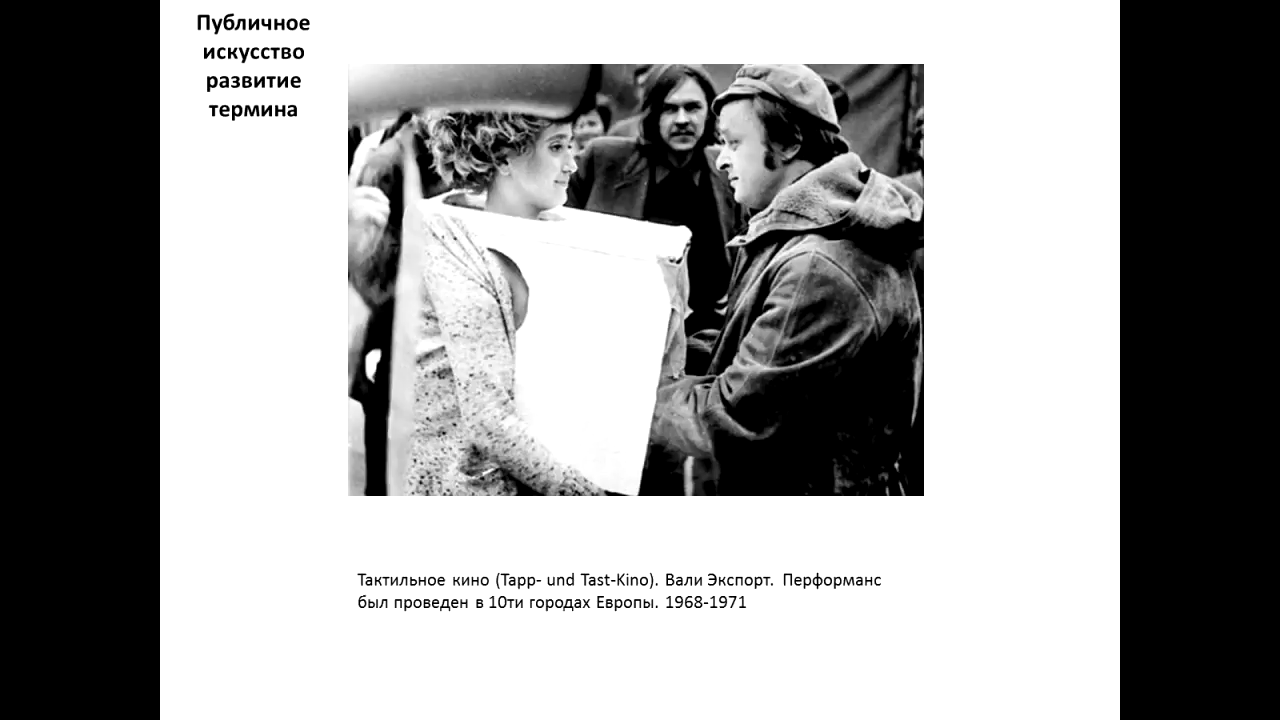 Публичное
искусство
развитие
термина
Тактильное кино (Tapp- und Tast-Kino). Вали Экспорт. Перформанс
был проведен в 10ти городах Европы. 1968-1971